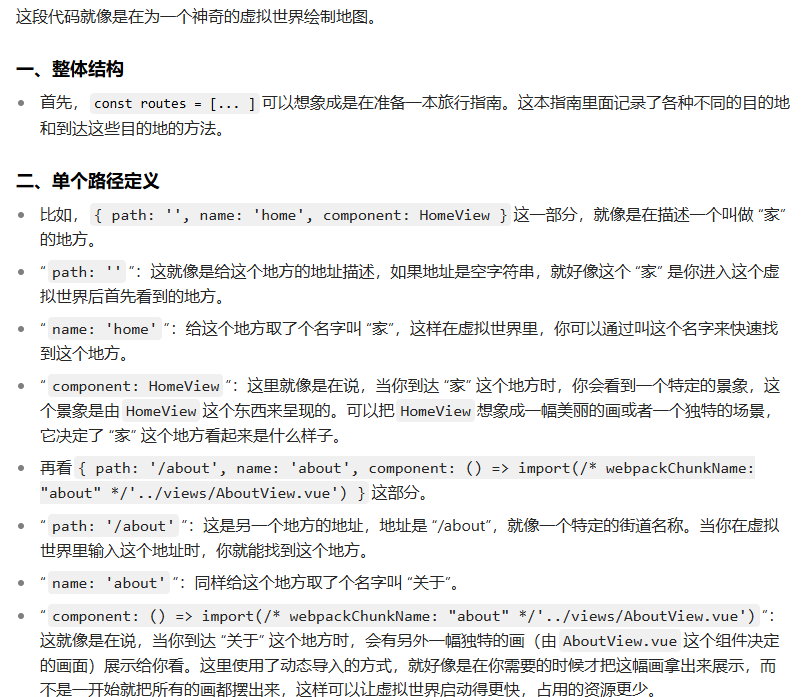 这段代码就像是在为一个神奇的虚拟世界绘制地图。
一、整体结构
首先， const routes = [... ] 可以想象成是在准备一本旅行指南。这本指南里面记录了各种不同的目的地
和到达这些目的地的方法。
二、单个路径定义
比如， { path: '', name: 'home', component: HomeView } 这一部分，就像是在描述一个叫做 “家”
的地方。
“ path: '' ”：这就像是给这个地方的地址描述，如果地址是空字符串，就好像这个 “家” 是你进入这个虚
拟世界后首先看到的地方。
“ name: 'home' ”：给这个地方取了个名字叫 “家”，这样在虚拟世界里，你可以通过叫这个名字来快速找
到这个地方。
“ component: HomeView ”：这里就像是在说，当你到达 “家” 这个地方时，你会看到一个特定的景象，这
个景象是由 HomeView 这个东西来呈现的。可以把 HomeView 想象成一幅美丽的画或者一个独特的场景，
它决定了 “家” 这个地方看起来是什么样子。
再看 { path: '/about', name: 'about', component: () => import(/* webpackChunkName:
"about" */'../views/AboutView.vue') } 这部分。
“ path: '/about' ”：这是另一个地方的地址，地址是 “/about”，就像一个特定的街道名称。当你在虚拟
世界里输入这个地址时，你就能找到这个地方。
“ name: 'about' ”：同样给这个地方取了个名字叫 “关于”。
“ component: () => import(/* webpackChunkName: "about" */'../views/AboutView.vue') ”：
这就像是在说，当你到达 “关于” 这个地方时，会有另外一幅独特的画（由 AboutView.vue 这个组件决定
的画面）展示给你看。这里使用了动态导入的方式，就好像是在你需要的时候才把这幅画拿出来展示，而
不是一开始就把所有的画都摆出来，这样可以让虚拟世界启动得更快，占用的资源更少。